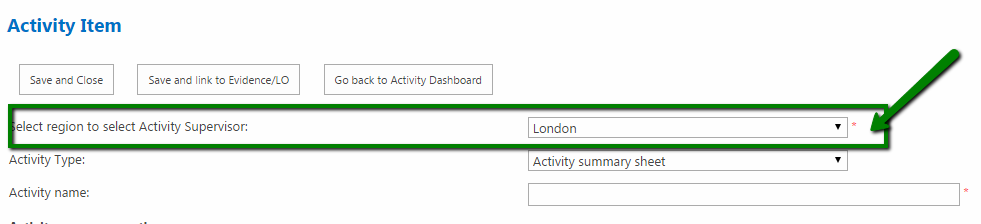 Activity Item
Save and Close Save and link to Evidence/LO Go back to Activity Dashboard
Select region to select Activity Supervisor: London *
Activity Type: Activity summary sheet
Activity name: *